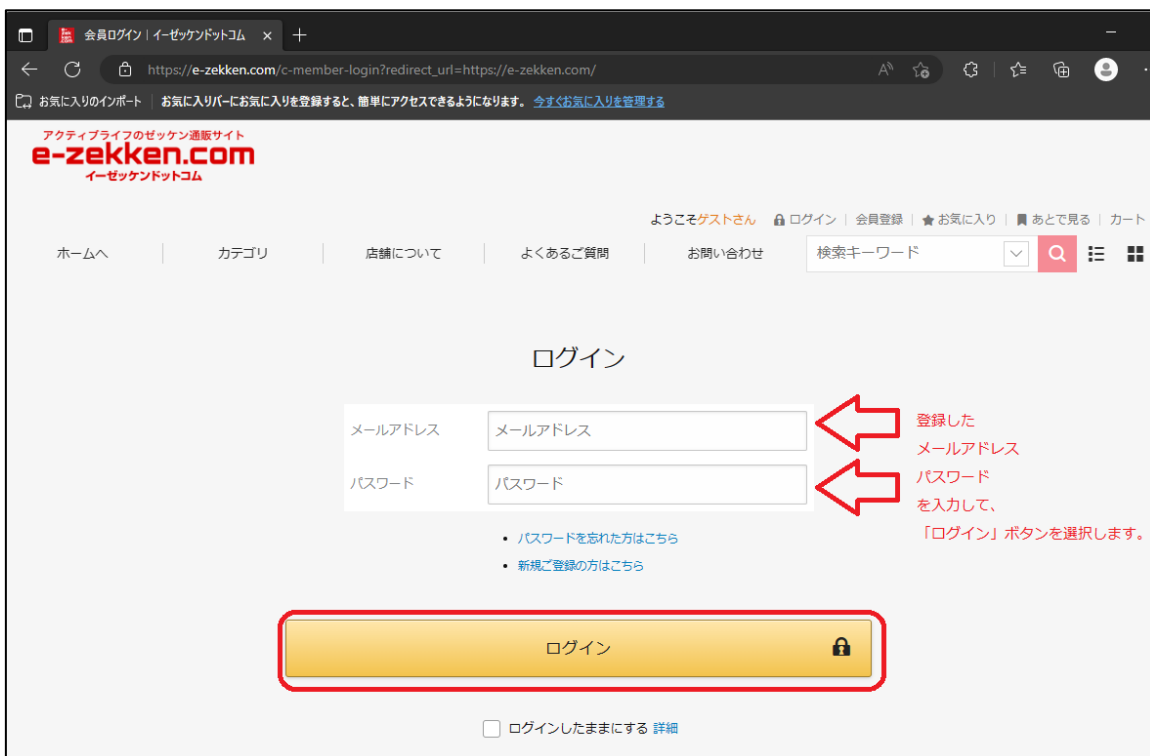 会員ログイン | イーゼッケンドットコム
https://e-zekken.com/c-member-login?redirect_url=https://e-zekken.com/
お気に入りのインポート
お気に入りバーにお気に入りを登録すると、簡単にアクセスできるようになります。 今すぐお気に入りを管理する
アクティブライフのゼッケン通販サイト
e-zekken.com
イーゼッケンドットコム
ようこそゲストさん ログイン | 会員登録 | お気に入り | あとで見る | カート
ホームへ
カテゴリ
店舗について
よくあるご質問
お問い合わせ
検索キーワード
ログイン
メールアドレス
メールアドレス
パスワード
パスワード
登録した
メールアドレス
パスワード
を入力して、
「ログイン」ボタンを選択します。
パスワードを忘れた方はこちら
新規ご登録の方はこちら
ログイン
ログインしたままにする 詳細